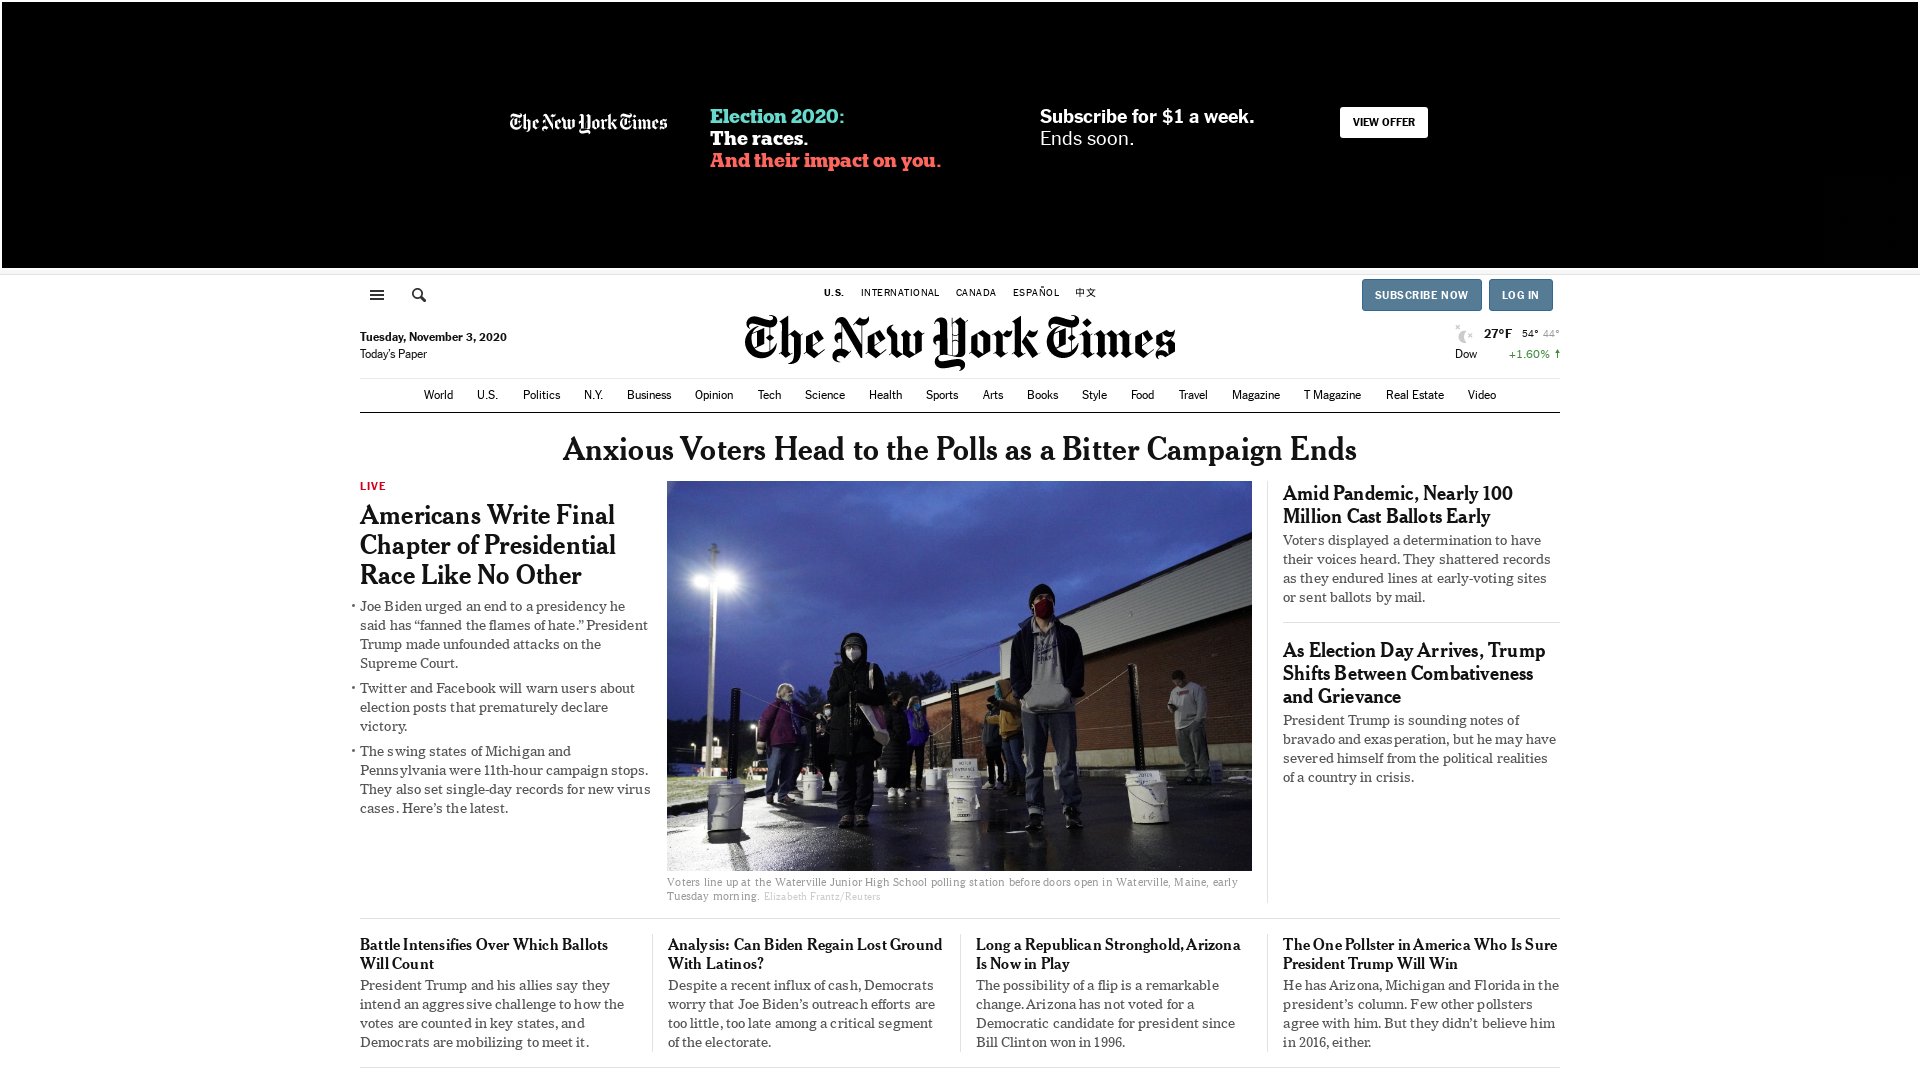 The New York Times
Election 2020:
The races.
And their impact on you.
Subscribe for $1 a week.
Ends soon.
VIEW OFFER
U.S. INTERNATIONAL CANADA ESPAÑOL 中文
SUBSCRIBE NOW LOG IN
Tuesday, November 3, 2020
Today's Paper
The New York Times
27°F 54° 44°
Dow +1.60% ↑
World U.S. Politics N.Y. Business Opinion Tech Science Health Sports Arts Books Style Food Travel Magazine T Magazine Real Estate Video
Anxious Voters Head to the Polls as a Bitter Campaign Ends
LIVE
Americans Write Final
Chapter of Presidential
Race Like No Other
• Joe Biden urged an end to a presidency he
said has “fanned the flames of hate.” President
Trump made unfounded attacks on the
Supreme Court.
• Twitter and Facebook will warn users about
election posts that prematurely declare
victory.
• The swing states of Michigan and
Pennsylvania were 11th-hour campaign stops.
They also set single-day records for new virus
cases. Here’s the latest.
VOTER
ENTRANCE
Voters line up at the Waterville Junior High School polling station before doors open in Waterville, Maine, early
Tuesday morning. Elizabeth Frantz/Reuters
Amid Pandemic, Nearly 100
Million Cast Ballots Early
Voters displayed a determination to have
their voices heard. They shattered records
as they endured lines at early-voting sites
or sent ballots by mail.
As Election Day Arrives, Trump
Shifts Between Combativeness
and Grievance
President Trump is sounding notes of
bravado and exasperation, but he may have
severed himself from the political realities
of a country in crisis.
Battle Intensifies Over Which Ballots
Will Count
President Trump and his allies say they
intend an aggressive challenge to how the
votes are counted in key states, and
Democrats are mobilizing to meet it.
Analysis: Can Biden Regain Lost Ground
With Latinos?
Despite a recent influx of cash, Democrats
worry that Joe Biden’s outreach efforts are
too little, too late among a critical segment
of the electorate.
Long a Republican Stronghold, Arizona
Is Now in Play
The possibility of a flip is a remarkable
change. Arizona has not voted for a
Democratic candidate for president since
Bill Clinton won in 1996.
The One Pollster in America Who Is Sure
President Trump Will Win
He has Arizona, Michigan and Florida in the
president’s column. Few other pollsters
agree with him. But they didn’t believe him
in 2016, either.